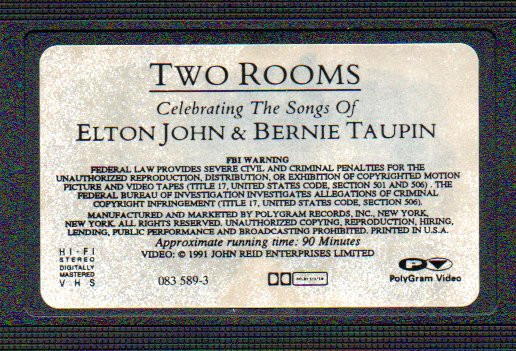 TWO ROOMS
Celebrating The Songs Of
ELTON JOHN & BERNIE TAUPIN
FBI WARNING
FEDERAL LAW PROVIDES SEVERE CIVIL AND CRIMINAL PENALTIES FOR THE
UNAUTHORIZED REPRODUCTION, DISTRIBUTION, OR EXHIBITION OF COPYRIGHTED MOTION
PICTURE AND VIDEO TAPES (TITLE 17, UNITED STATES CODE, SECTION 501 AND 506) . THE
FEDERAL BUREAU OF INVESTIGATION INVESTIGATES ALLEGATIONS OF CRIMINAL
COPYRIGHT INFRINGEMENT (TITLE 17, UNITED STATES CODE, SECTION 506).
MANUFACTURED AND MARKETED BY POLYGRAM RECORDS, INC., NEW YORK,
NEW YORK. ALL RIGHTS RESERVED. UNAUTHORIZED COPYING, REPRODUCTION, HIRING,
LENDING, PUBLIC PERFORMANCE AND BROADCASTING PROHIBITED. PRINTED IN U.S.A.
Approximate running time: 90 Minutes
VIDEO: © 1991 JOHN REID ENTERPRISES LIMITED
HI-FI
STEREO
DIGITALLY
MASTERED
VHS
083 589-3
PV
PolyGram Video